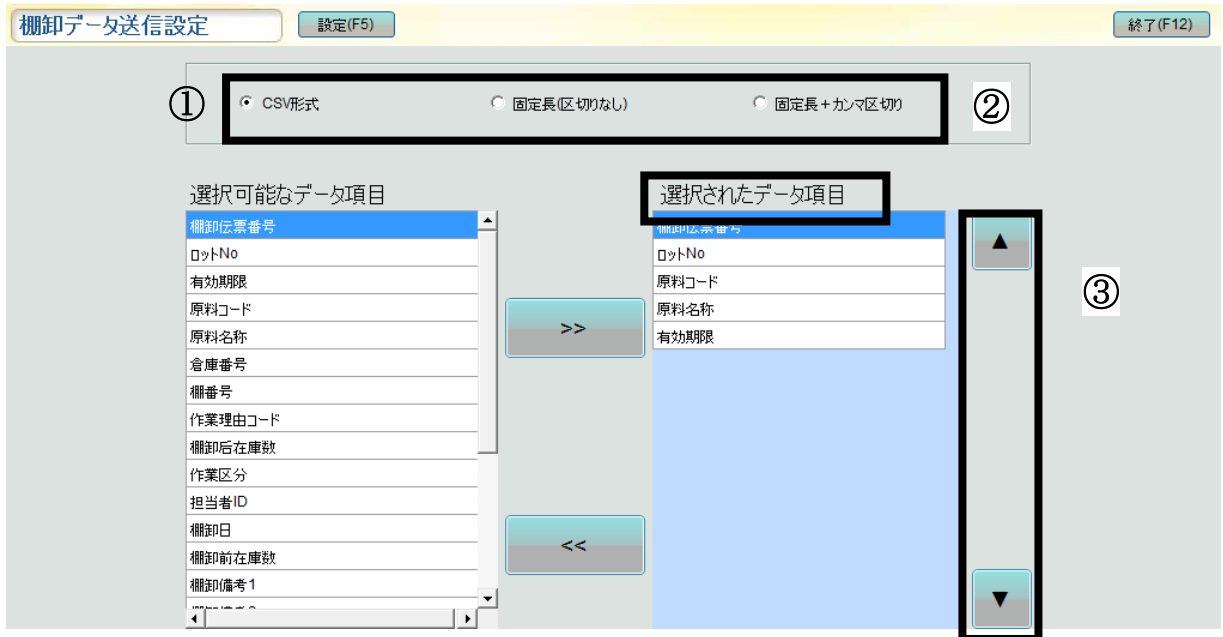 棚卸データ送信設定 設定(F5) 終了(F12)
① CSV形式 固定長(区切りなし) 固定長+カンマ区切り ②
選択可能なデータ項目 選択されたデータ項目
棚卸伝票番号 棚卸伝票番号
ロットNo ロットNo
有効期限 原料コード
原料コード 原料名称
原料名称 有効期限
倉庫番号
棚番号
作業理由コード
棚卸后在庫数
作業区分
担当者ID
棚卸日
棚卸前在庫数
棚卸備考1
>>
<<
▲
▼
③